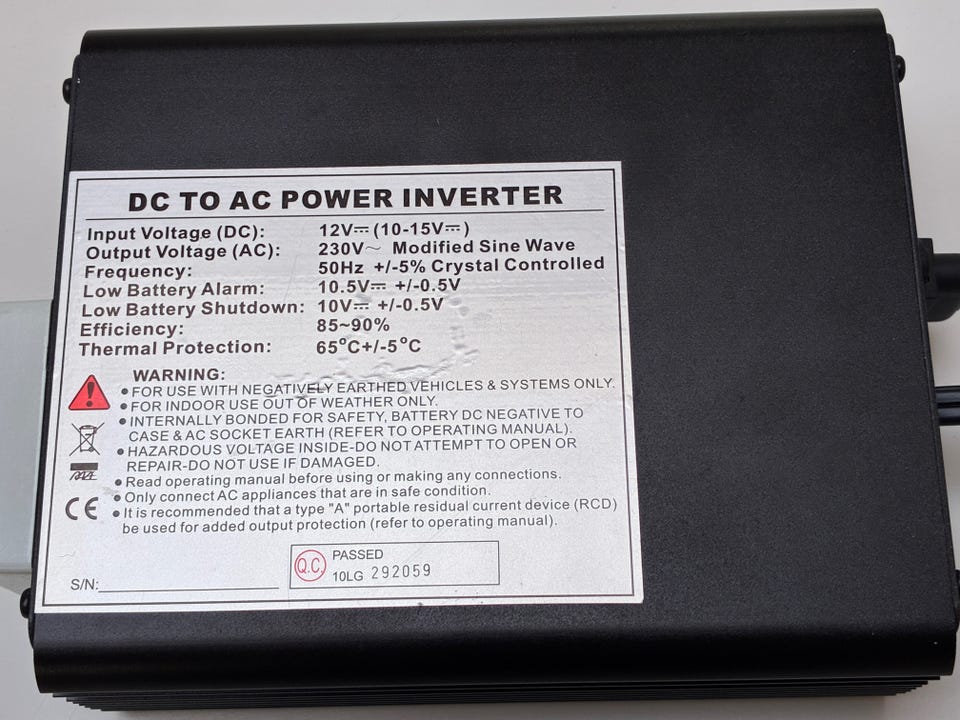 DC TO AC POWER INVERTER
Input Voltage (DC): 12V⎓(10-15V⎓)
Output Voltage (AC): 230V~ Modified Sine Wave
Frequency: 50Hz +/-5% Crystal Controlled
Low Battery Alarm: 10.5V⎓ +/-0.5V
Low Battery Shutdown: 10V⎓ +/-0.5V
Efficiency: 85~90%
Thermal Protection: 65°C+/-5°C
WARNING:
● FOR USE WITH NEGATIVELY EARTHED VEHICLES & SYSTEMS ONLY.
● FOR INDOOR USE OUT OF WEATHER ONLY.
● INTERNALLY BONDED FOR SAFETY, BATTERY DC NEGATIVE TO
CASE & AC SOCKET EARTH (REFER TO OPERATING MANUAL).
● HAZARDOUS VOLTAGE INSIDE-DO NOT ATTEMPT TO OPEN OR
REPAIR-DO NOT USE IF DAMAGED.
● Read operating manual before using or making any connections.
● Only connect AC appliances that are in safe condition.
● It is recommended that a type "A" portable residual current device (RCD)
be used for added output protection (refer to operating manual).
CE
Q.C. PASSED
10LG 292059
S/N: